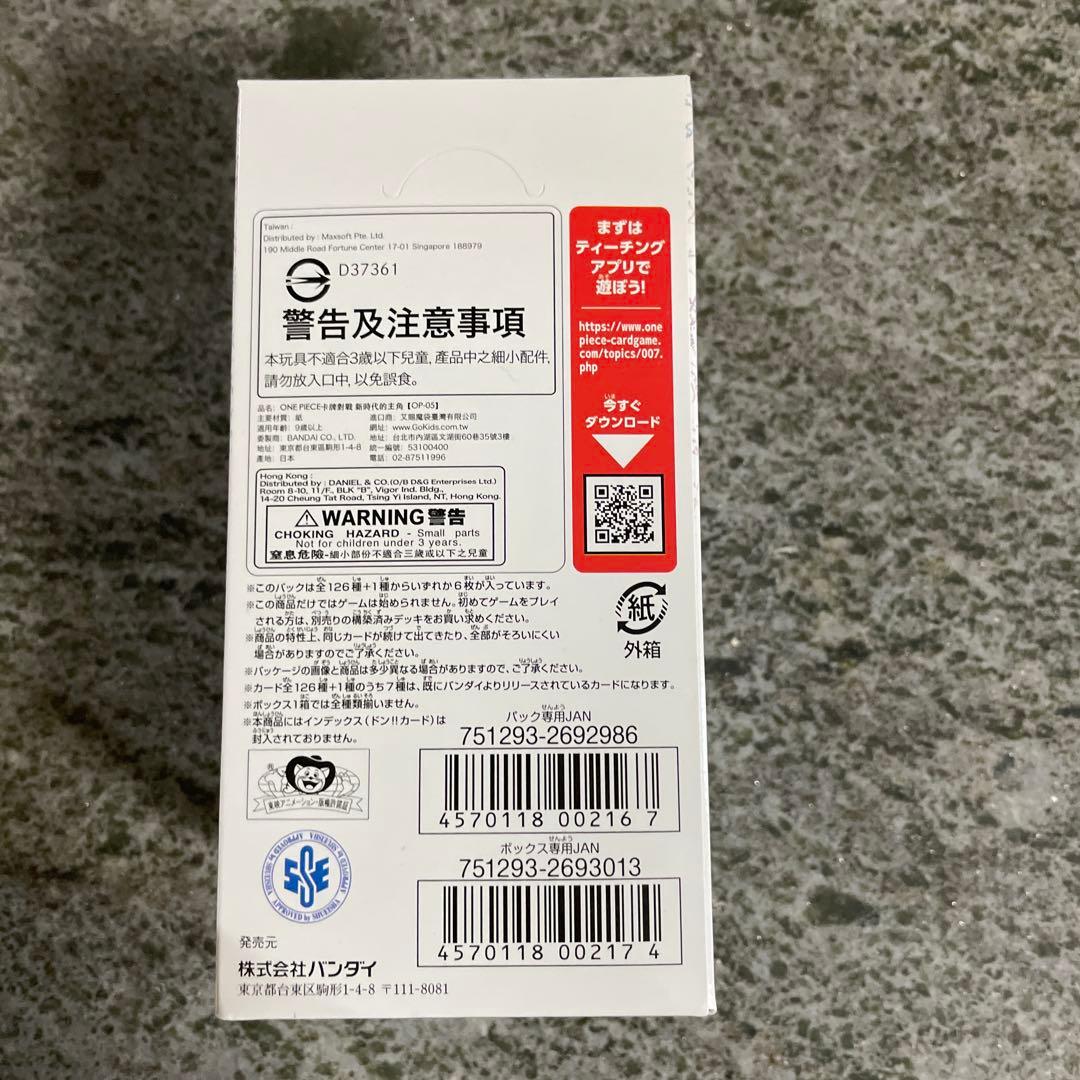 Taiwan :
Distributed by : Maxsoft Pte. Ltd.
190 Middle Road Fortune Center 17-01 Singapore 188979
D37361
警告及注意事項
本玩具不適合3歲以下兒童, 產品中之細小配件,
請勿放入口中, 以免誤食。
品名: ONE PIECE卡牌對戰 新時代的主角【OP-05】
主要材質: 紙 進口商: 又賜魔袋臺灣有限公司
適用年齡: 9歲以上 網址: www.GoKids.com.tw
委製商: BANDAI CO., LTD. 地址: 台北市內湖區文湖街60巷35號3樓
地址: 東京都台東區駒形1-4-8 統一編號: 53100400
產地: 日本 電話: 02-87511996
Hong Kong :
Distributed by : DANIEL & CO.(O/B D&G Enterprises Ltd.)
Room 8-10, 11/F., BLK "B", Vigor Ind. Bldg.,
14-20 Cheung Tat Road, Tsing Yi Island, NT, Hong Kong.
⚠ WARNING 警告
CHOKING HAZARD - Small parts
Not for children under 3 years.
窒息危險-細小部份不適合三歲或以下之兒童
まずは
ティーチング
アプリで
遊ぼう!
https://www.one
piece-cardgame.
com/topics/007.
php
今すぐ
ダウンロード
紙
外箱
※このパックは全126種+1種からいずれか6枚が入っています。
※この商品だけではゲームは始められません。初めてゲームをプレイ
される方は、別売りの構築済みデッキをお買い求めください。
※商品の特性上、同じカードが続けて出てきたり、全部がそろいにくい
場合がありますのでご了承ください。
※パッケージの画像と商品は多少異なる場合がありますので、ご了承ください。
※カード全126種+1種のうち7種は、既にバンダイよりリリースされているカードになります。
※ボックス1箱では全種類揃いません。
※本商品にはインデックス(ドン!!カード)は
封入されておりません。
パック専用JAN
751293-2692986
4570118 00216 7
ボックス専用JAN
751293-2693013
4570118 00217 4
東映アニメーション・版権許諾証
APPROVED by SHUEISHA
発売元
株式会社バンダイ
東京都台東区駒形1-4-8 〒111-8081